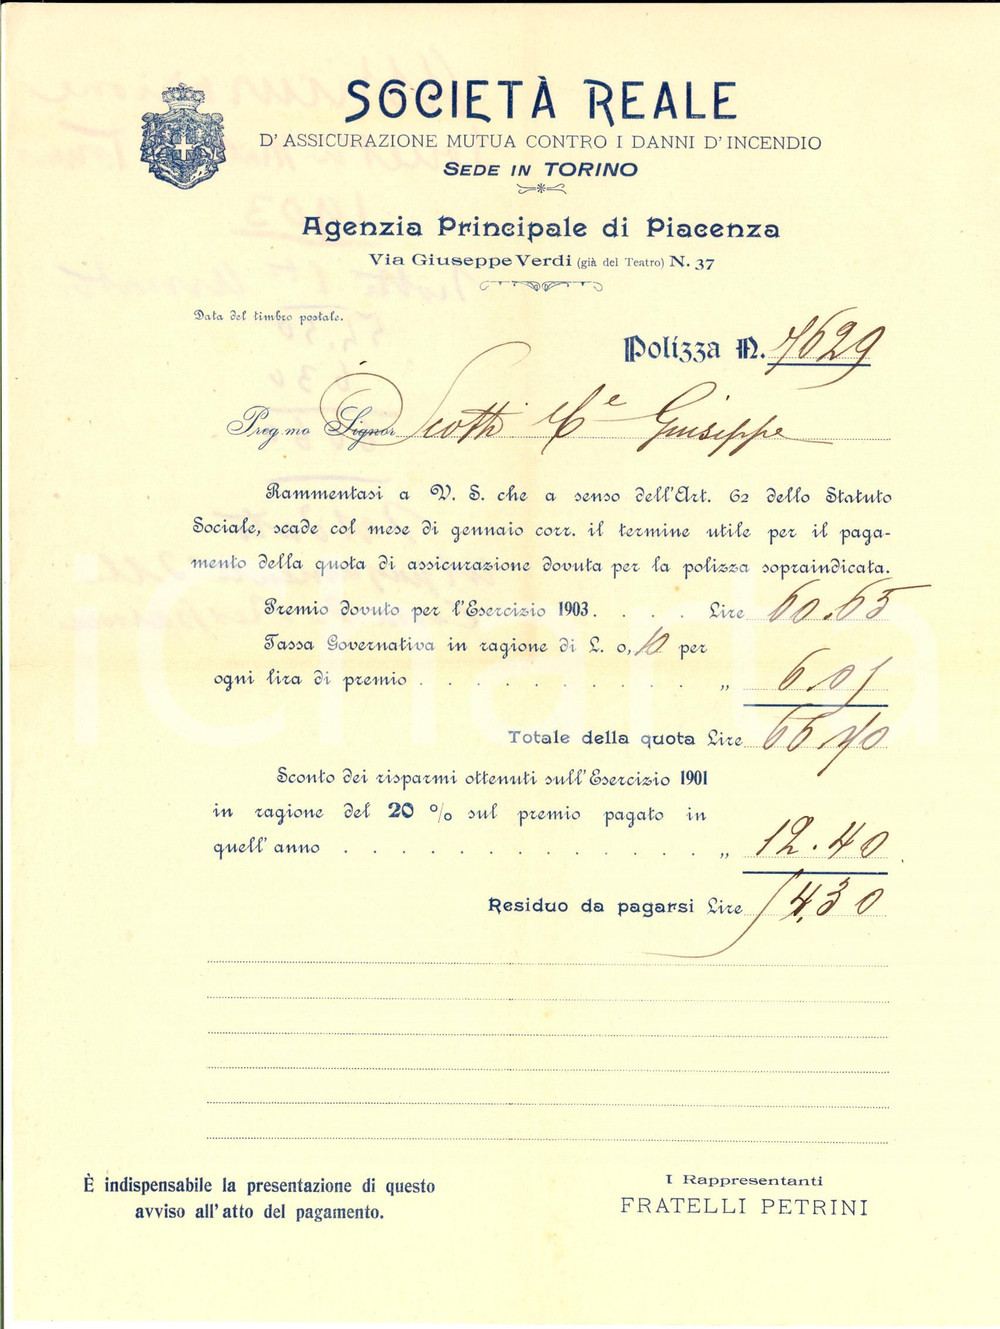 SOCIETÀ REALE
D'ASSICURAZIONE MUTUA CONTRO I DANNI D'INCENDIO
SEDE IN TORINO
Agenzia Principale di Piacenza
Via Giuseppe Verdi (già del Teatro) N. 37
Data del timbro postale.
Polizza N. 7629
Preg.mo Signor Scotti Ce Giuseppe
Rammentasi a V. S. che a senso dell'Art. 62 dello Statuto
Sociale, scade col mese di gennaio corr. il termine utile per il paga-
mento della quota di assicurazione dovuta per la polizza sopraindicata.
Premio dovuto per l'Esercizio 1903. . . . Lire 60.65
Tassa Governativa in ragione di L. 0,10 per
ogni lira di premio . . . . . . . . . . „ 6.05
Totale della quota Lire 66.70
Sconto dei risparmi ottenuti sull'Esercizio 1901
in ragione del 20 % sul premio pagato in
quell'anno . . . . . . . . . . . . . „ 12.40
Residuo da pagarsi Lire 54.30
È indispensabile la presentazione di questo
avviso all'atto del pagamento.
I Rappresentanti
FRATELLI PETRINI
iCharta